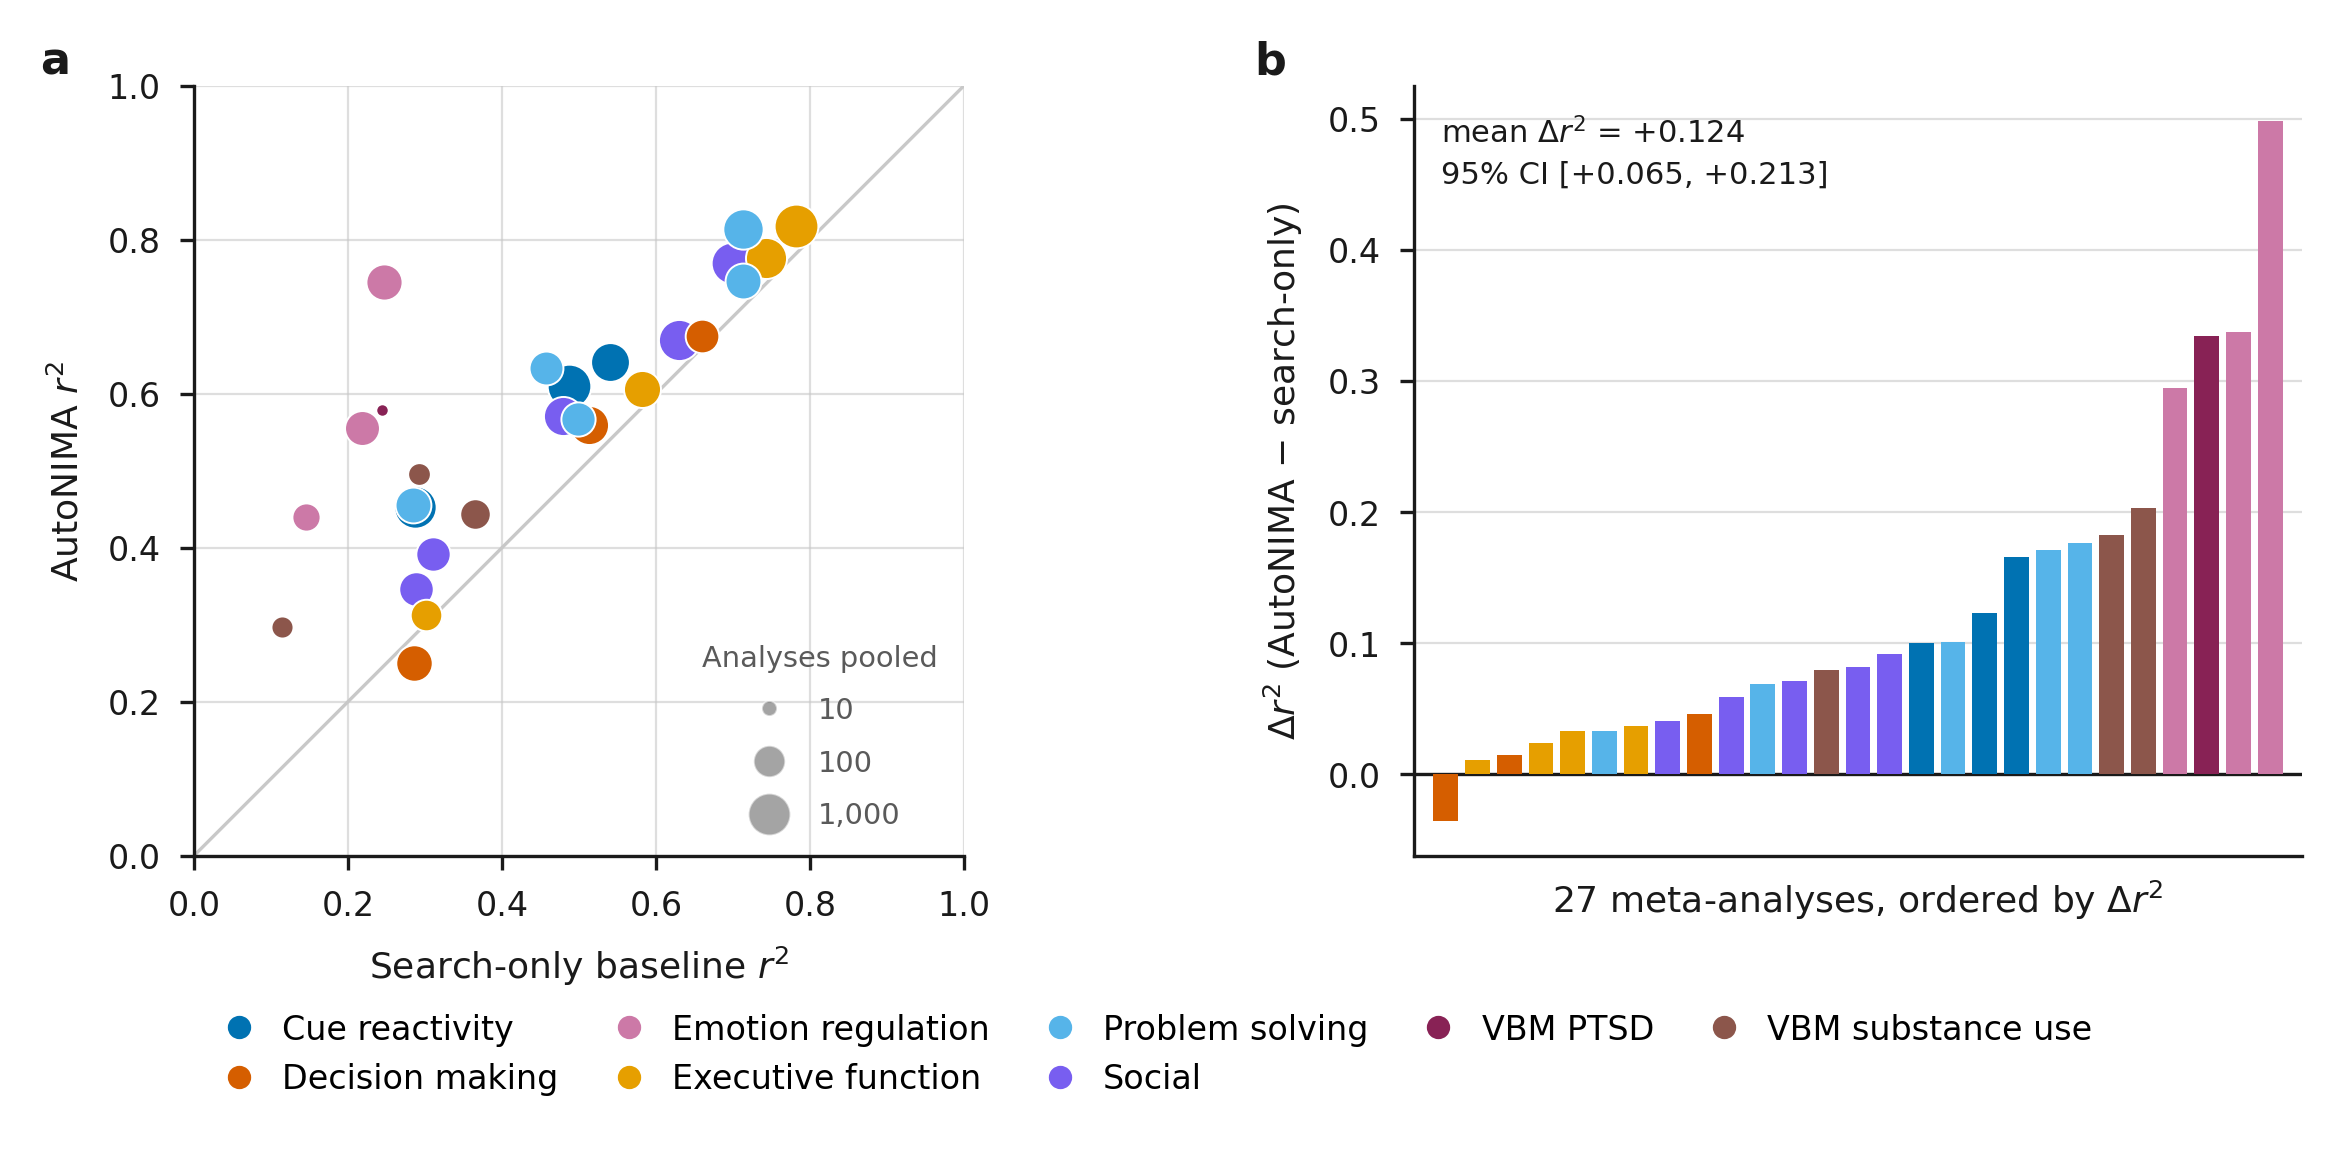 a
1.0
0.8
0.6
0.4
0.2
0.0
AutoNIMA r²
0.0 0.2 0.4 0.6 0.8 1.0
Search-only baseline r²
Analyses pooled
10
100
1,000
b
0.5
0.4
0.3
0.2
0.1
0.0
Δr² (AutoNIMA − search-only)
mean Δr² = +0.124
95% CI [+0.065, +0.213]
27 meta-analyses, ordered by Δr²
Cue reactivity Emotion regulation Problem solving VBM PTSD VBM substance use
Decision making Executive function Social